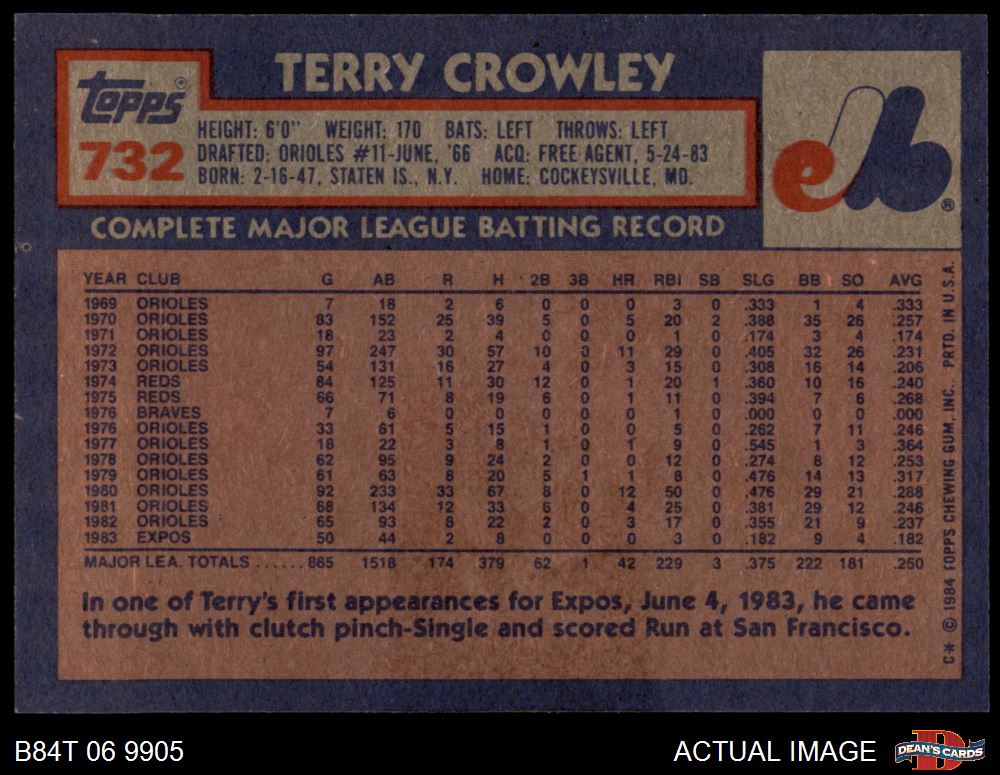 TERRY CROWLEY
Topps®
732
HEIGHT: 6'0" WEIGHT: 170 BATS: LEFT THROWS: LEFT
DRAFTED: ORIOLES #11-JUNE, '66 ACQ: FREE AGENT, 5-24-83
BORN: 2-16-47, STATEN IS., N.Y. HOME: COCKEYSVILLE, MD.
eb®
COMPLETE MAJOR LEAGUE BATTING RECORD
YEAR CLUB G AB R H 2B 3B HR RBI SB SLG BB SO AVG
1969 ORIOLES 7 18 2 6 0 0 0 3 0 .333 1 4 .333
1970 ORIOLES 83 152 25 39 5 0 5 20 2 .388 35 26 .257
1971 ORIOLES 18 23 2 4 0 0 0 1 0 .174 3 4 .174
1972 ORIOLES 97 247 30 57 10 0 11 29 0 .405 32 26 .231
1973 ORIOLES 54 131 16 27 4 0 3 15 0 .308 16 14 .206
1974 REDS 84 125 11 30 12 0 1 20 1 .360 10 16 .240
1975 REDS 66 71 8 19 6 0 1 11 0 .394 7 6 .268
1976 BRAVES 7 6 0 0 0 0 0 1 0 .000 0 0 .000
1976 ORIOLES 33 61 5 15 1 0 0 5 0 .262 7 11 .246
1977 ORIOLES 18 22 3 8 1 0 1 9 0 .545 1 3 .364
1978 ORIOLES 62 95 9 24 2 0 0 12 0 .274 8 12 .253
1979 ORIOLES 61 63 8 20 5 1 1 8 0 .476 14 13 .317
1980 ORIOLES 92 233 33 67 8 0 12 50 0 .476 29 21 .288
1981 ORIOLES 68 134 12 33 6 0 4 25 0 .381 29 12 .246
1982 ORIOLES 65 93 8 22 2 0 3 17 0 .355 21 9 .237
1983 EXPOS 50 44 2 8 0 0 0 3 0 .182 9 4 .182
MAJOR LEA. TOTALS ...... 865 1518 174 379 62 1 42 229 3 .375 222 181 .250
In one of Terry's first appearances for Expos, June 4, 1983, he came
through with clutch pinch-Single and scored Run at San Francisco.
C* © 1984 TOPPS CHEWING GUM, INC. PRTD. IN U.S.A.
B84T 06 9905
ACTUAL IMAGE
DEAN'S CARDS